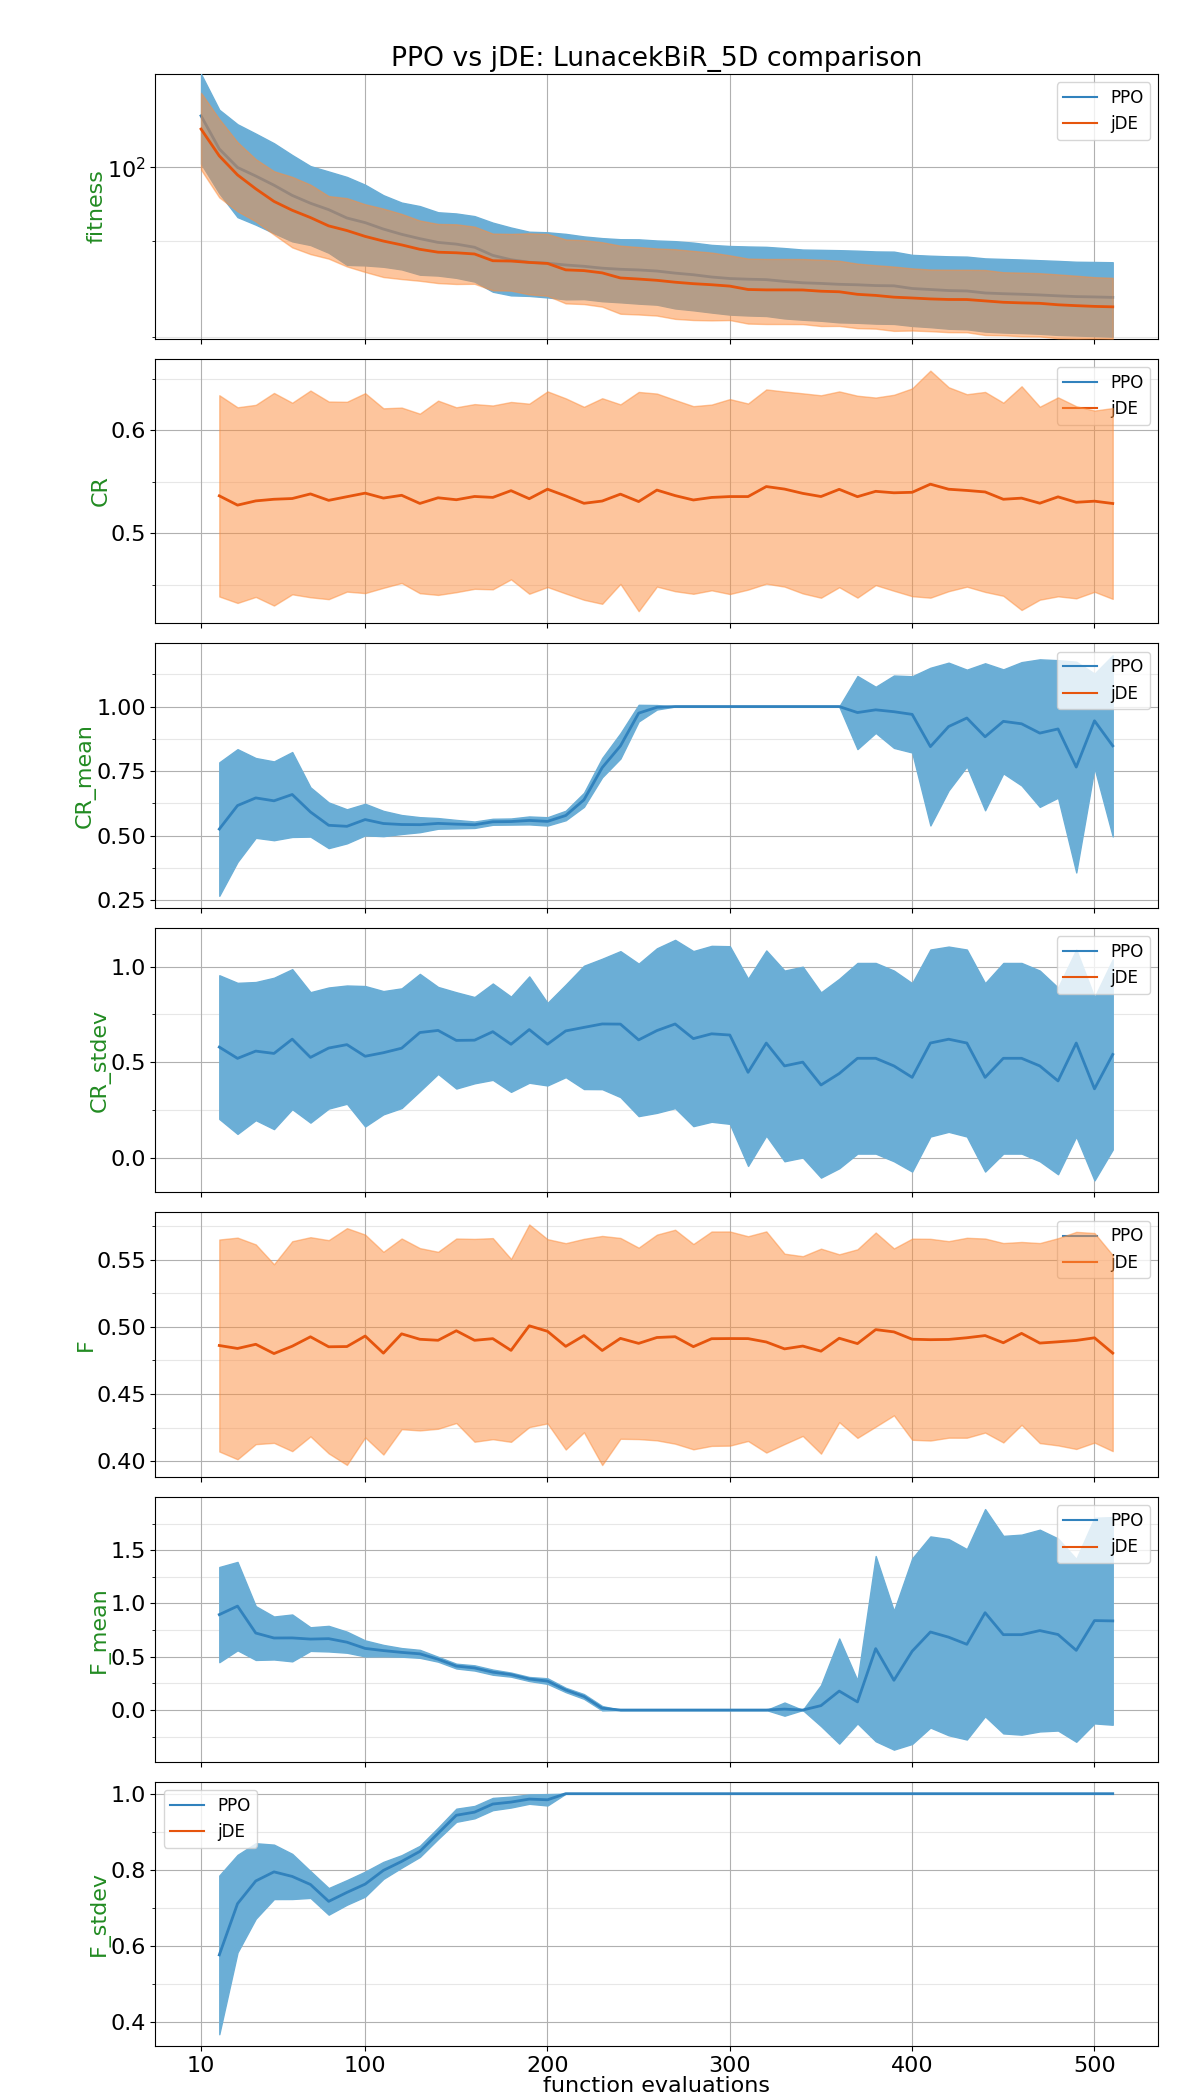 PPO vs jDE: LunacekBiR_5D comparison
fitness
10²
PPO
jDE
CR
0.6
0.5
PPO
jDE
CR_mean
1.00
0.75
0.50
0.25
PPO
jDE
CR_stdev
1.0
0.5
0.0
PPO
jDE
F
0.55
0.50
0.45
0.40
PPO
jDE
F_mean
1.5
1.0
0.5
0.0
PPO
jDE
F_stdev
1.0
0.8
0.6
0.4
PPO
jDE
10 100 200 300 400 500
function evaluations